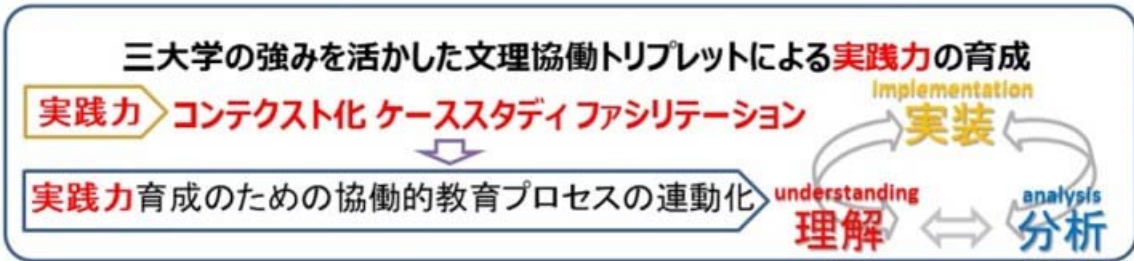 三大学の強みを活かした文理協働トリプレットによる実践力の育成
実践力 コンテクスト化 ケーススタディ ファシリテーション
実践力育成のための協働的教育プロセスの連動化
Implementation
実装
understanding
理解
analysis
分析